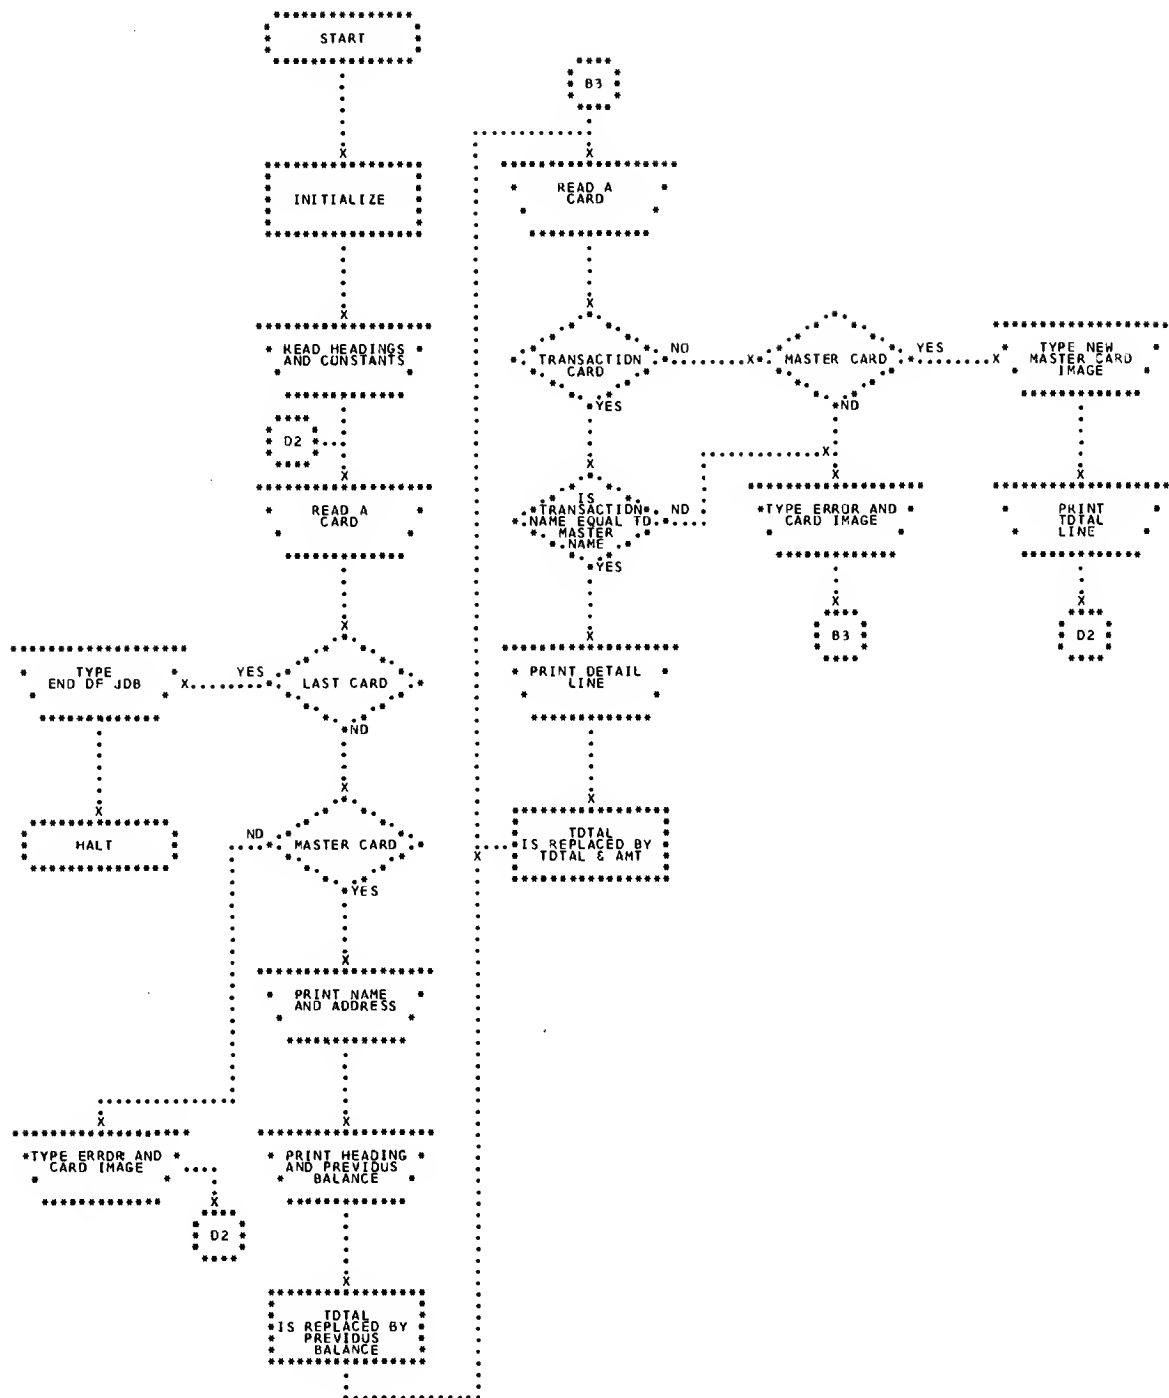 START
INITIALIZE
READ HEADINGS
AND CONSTANTS
D2
READ A
CARD
LAST CARD
YES
TYPE
END OF JOB
HALT
NO
MASTER CARD
NO
YES
PRINT NAME
AND ADDRESS
TYPE ERROR AND
CARD IMAGE
D2
PRINT HEADING
AND PREVIOUS
BALANCE
TOTAL
IS REPLACED BY
PREVIOUS
BALANCE
B3
READ A
CARD
TRANSACTION
CARD
NO
YES
MASTER CARD
YES
NO
TYPE NEW
MASTER CARD
IMAGE
IS
TRANSACTION
NAME EQUAL TO
MASTER
NAME
NO
YES
TYPE ERROR AND
CARD IMAGE
B3
PRINT
TOTAL
LINE
D2
PRINT DETAIL
LINE
TOTAL
IS REPLACED BY
TOTAL & AMT